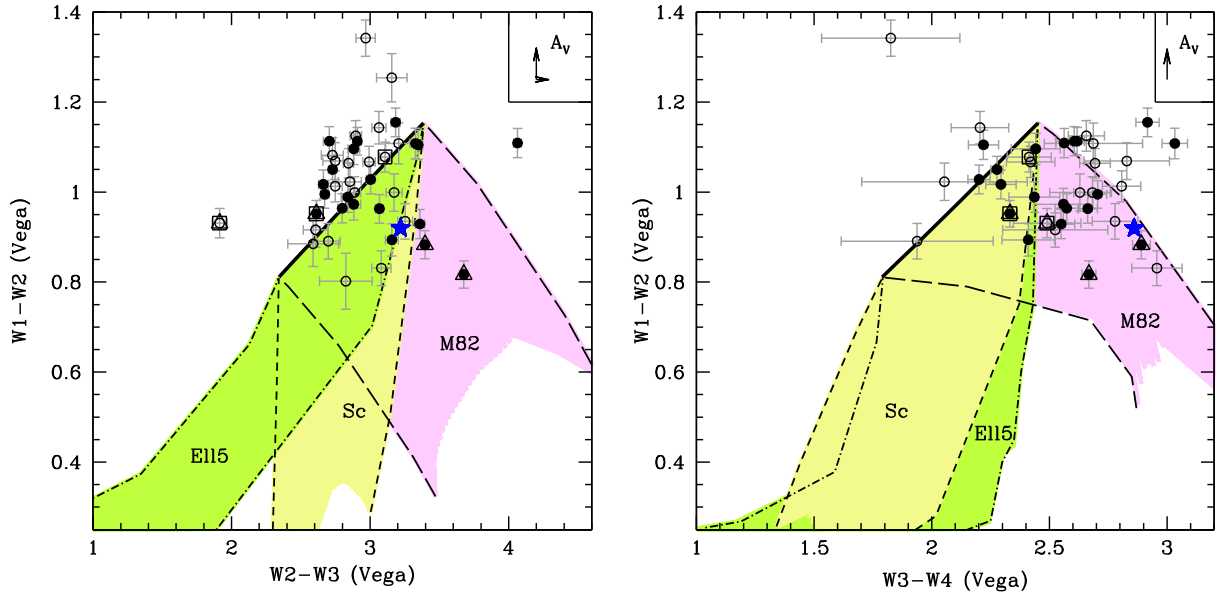 1.4
1.2
1
0.8
0.6
0.4
W1−W2 (Vega)
A_V
M82
Sc
Ell5
1 2 3 4
W2−W3 (Vega)
1.4
1.2
1
0.8
0.6
0.4
W1−W2 (Vega)
A_V
M82
Sc
Ell5
1 1.5 2 2.5 3
W3−W4 (Vega)